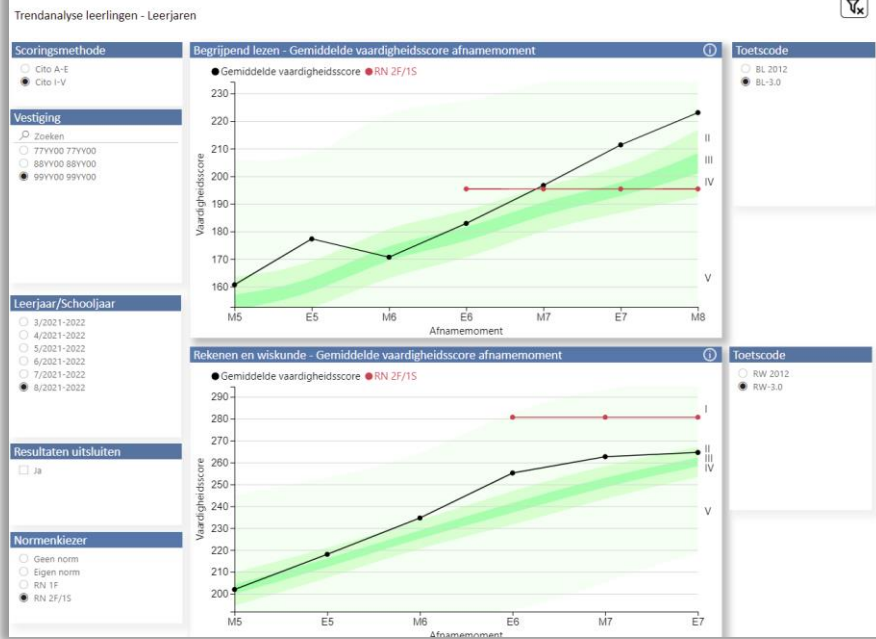 Trendanalyse leerlingen - Leerjaren
Scoringsmethode
Cito A-E
Cito I-V
Vestiging
Zoeken
77YY00 77YY00
88YY00 88YY00
99YY00 99YY00
Leerjaar/Schooljaar
3/2021-2022
4/2021-2022
5/2021-2022
6/2021-2022
7/2021-2022
8/2021-2022
Resultaten uitsluiten
Ja
Normenkiezer
Geen norm
Eigen norm
RN 1F
RN 2F/1S
Begrijpend lezen - Gemiddelde vaardigheidsscore afnamemoment
Gemiddelde vaardigheidsscore RN 2F/1S
Vaardigheidsscore
230
220
210
200
190
180
170
160
II
III
IV
V
M5 E5 M6 E6 M7 E7 M8
Afnamemoment
Toetscode
BL 2012
BL-3.0
Rekenen en wiskunde - Gemiddelde vaardigheidsscore afnamemoment
Gemiddelde vaardigheidsscore RN 2F/1S
Vaardigheidsscore
290
280
270
260
250
240
230
220
210
200
I
II
III
IV
V
M5 E5 M6 E6 M7 E7
Afnamemoment
Toetscode
RW 2012
RW-3.0